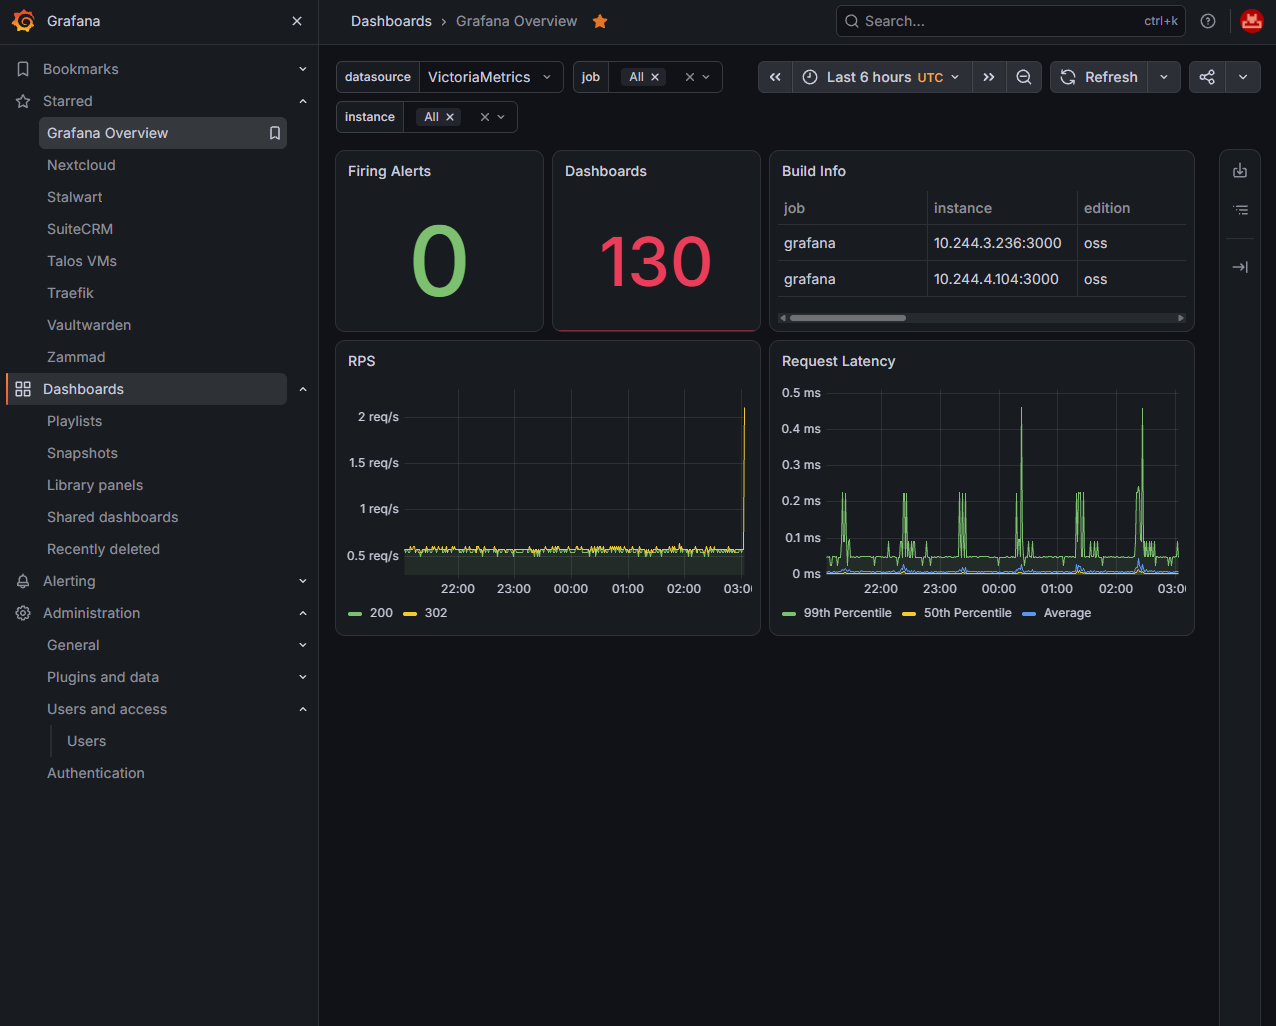 Grafana
Dashboards › Grafana Overview
Search...
ctrl+k
Bookmarks
Starred
Grafana Overview
Nextcloud
Stalwart
SuiteCRM
Talos VMs
Traefik
Vaultwarden
Zammad
Dashboards
Playlists
Snapshots
Library panels
Shared dashboards
Recently deleted
Alerting
Administration
General
Plugins and data
Users and access
Users
Authentication
datasource VictoriaMetrics
job All
Last 6 hours UTC
Refresh
instance All
Firing Alerts
0
Dashboards
130
Build Info
job instance edition
grafana 10.244.3.236:3000 oss
grafana 10.244.4.104:3000 oss
RPS
2 req/s
1.5 req/s
1 req/s
0.5 req/s
22:00 23:00 00:00 01:00 02:00 03:00
200 302
Request Latency
0.5 ms
0.4 ms
0.3 ms
0.2 ms
0.1 ms
0 ms
22:00 23:00 00:00 01:00 02:00 03:00
99th Percentile 50th Percentile Average